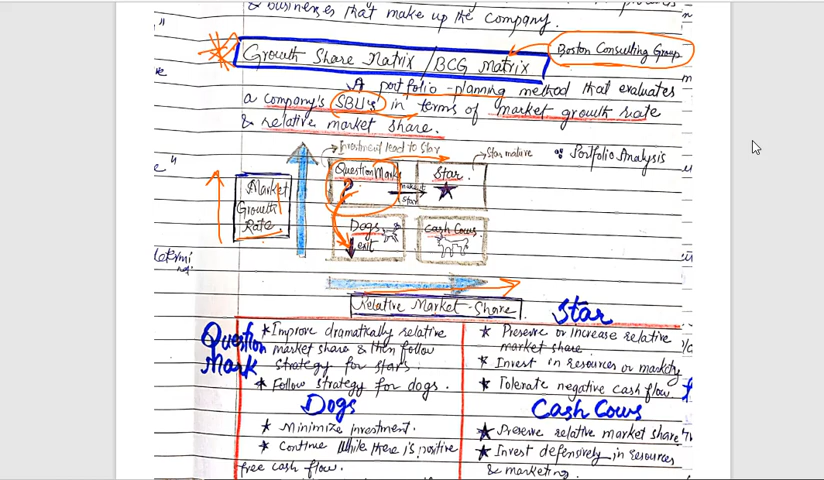 & businesses that make up the company.
Growth Share Matrix / BCG Matrix
Boston Consulting Group
A portfolio-planning method that evaluates
a company's SBU's in terms of market growth rate
& relative market share.
Investment lead to star
Star mative
Portfolio Analysis
Question Mark
?
make it
star
Star
Market
Growth
Rate
Dogs
exit
Cash Cows
Relative Market-Share
Question
Mark
* Improve dramatically relative
market share & then follow
strategy for stars.
* Follow strategy for dogs.
Star
* Preserve or increase relative
market share.
* Invest in resources or markety
* Tolerate negative cash flow
Dogs
* Minimize investment.
* Continue while there is positive
free cash flow.
Cash Cows
★ Preserve relative market share
★ Invest defensively in resources
& marketing.